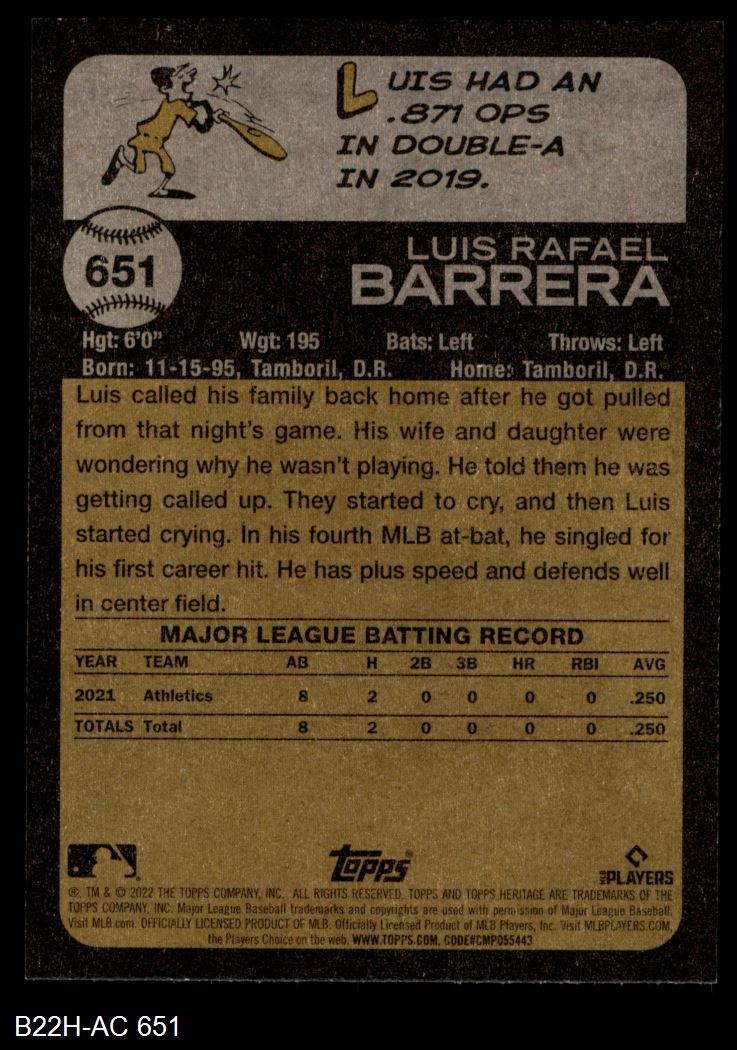 LUIS HAD AN
.871 OPS
IN DOUBLE-A
IN 2019.
651
LUIS RAFAEL
BARRERA
Hgt: 6'0" Wgt: 195 Bats: Left Throws: Left
Born: 11-15-95, Tamboril, D.R. Home: Tamboril, D.R.
Luis called his family back home after he got pulled
from that night's game. His wife and daughter were
wondering why he wasn't playing. He told them he was
getting called up. They started to cry, and then Luis
started crying. In his fourth MLB at-bat, he singled for
his first career hit. He has plus speed and defends well
in center field.
MAJOR LEAGUE BATTING RECORD
YEAR TEAM AB H 2B 3B HR RBI AVG
2021 Athletics 8 2 0 0 0 0 .250
TOTALS Total 8 2 0 0 0 0 .250
Topps®
MLB PLAYERS
®, TM & © 2022 THE TOPPS COMPANY, INC. ALL RIGHTS RESERVED. TOPPS AND TOPPS HERITAGE ARE TRADEMARKS OF THE
TOPPS COMPANY, INC. Major League Baseball trademarks and copyrights are used with permission of Major League Baseball.
Visit MLB.com. OFFICIALLY LICENSED PRODUCT OF MLB. Officially Licensed Product of MLB Players, Inc. Visit MLBPLAYERS.COM,
the Players Choice on the web. WWW.TOPPS.COM. CODE#CMP055443
B22H-AC 651